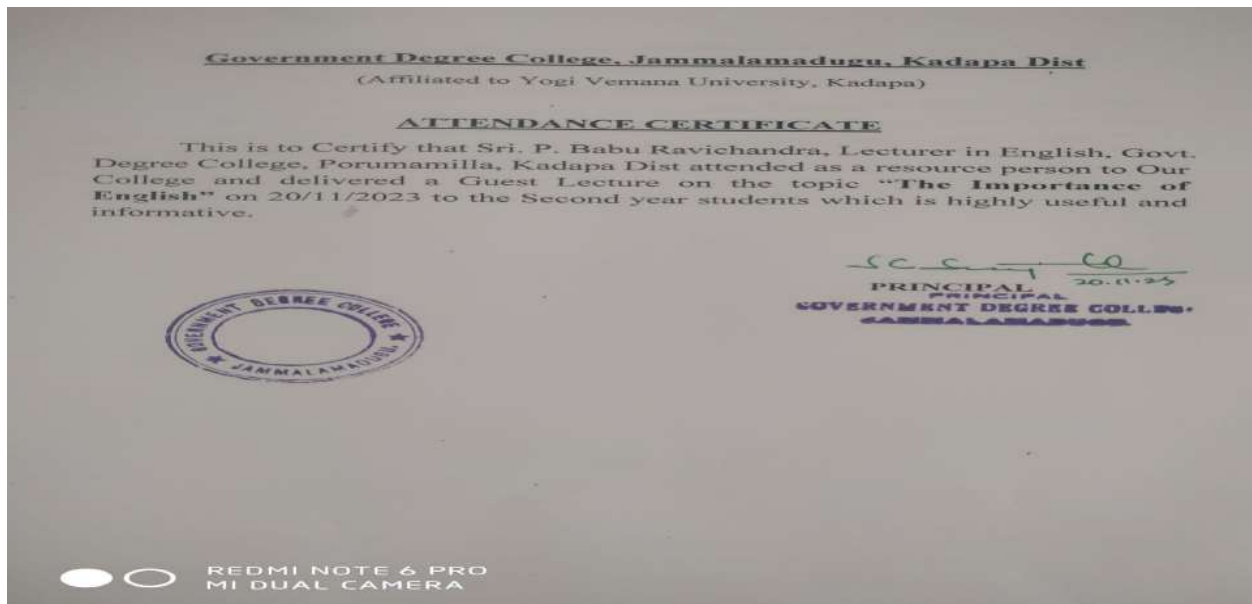 Government Degree College, Jammalamadugu, Kadapa Dist
(Affiliated to Yogi Vemana University, Kadapa)
ATTENDANCE CERTIFICATE
This is to Certify that Sri. P. Babu Ravichandra, Lecturer in English, Govt.
Degree College, Porumamilla, Kadapa Dist attended as a resource person to Our
College and delivered a Guest Lecture on the topic “The Importance of
English” on 20/11/2023 to the Second year students which is highly useful and
informative.
20.11.23
PRINCIPAL
PRINCIPAL
GOVERNMENT DEGREE
GOVERNMENT DEGREE COLLEGE
JAMMALAMADUGU.
REDMI NOTE 6 PRO
MI DUAL CAMERA